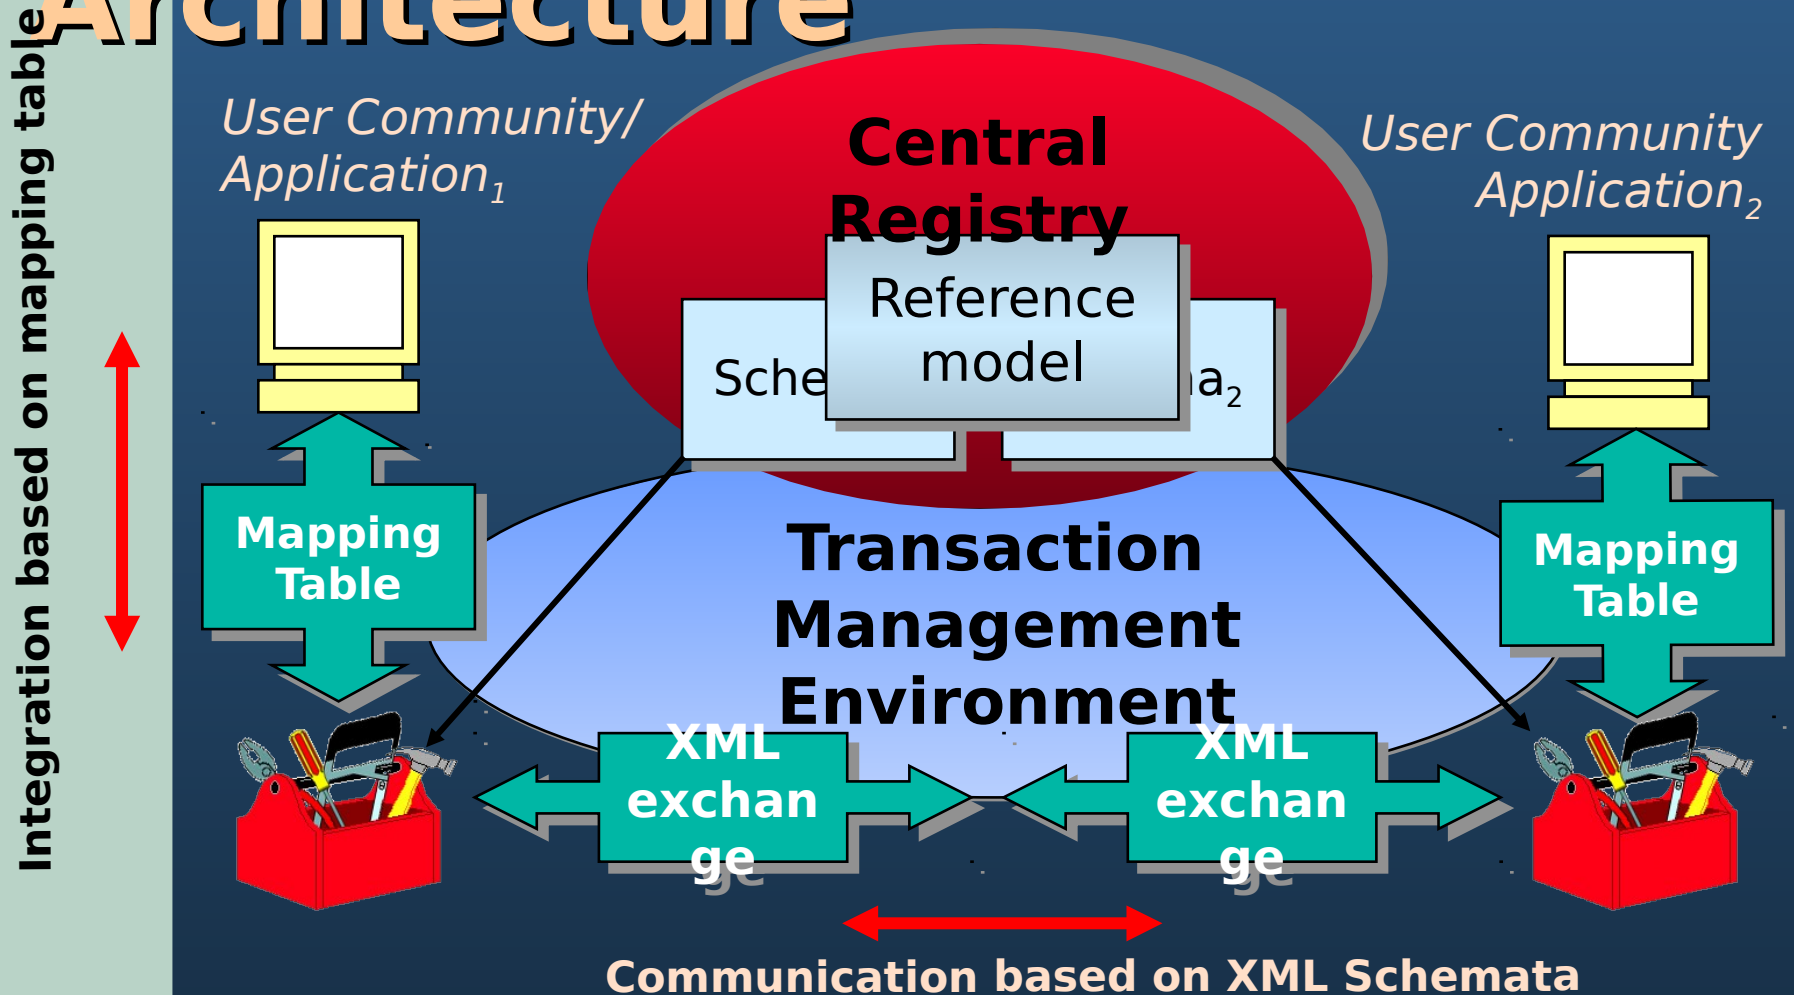 Architecture
Integration based on mapping table
User Community/
Application1
User Community
Application2
Central
Registry
Reference
model
Sche
a2
Mapping
Table
Mapping
Table
Transaction
Management
Environment
XML
exchan
ge
XML
exchan
ge
Communication based on XML Schemata